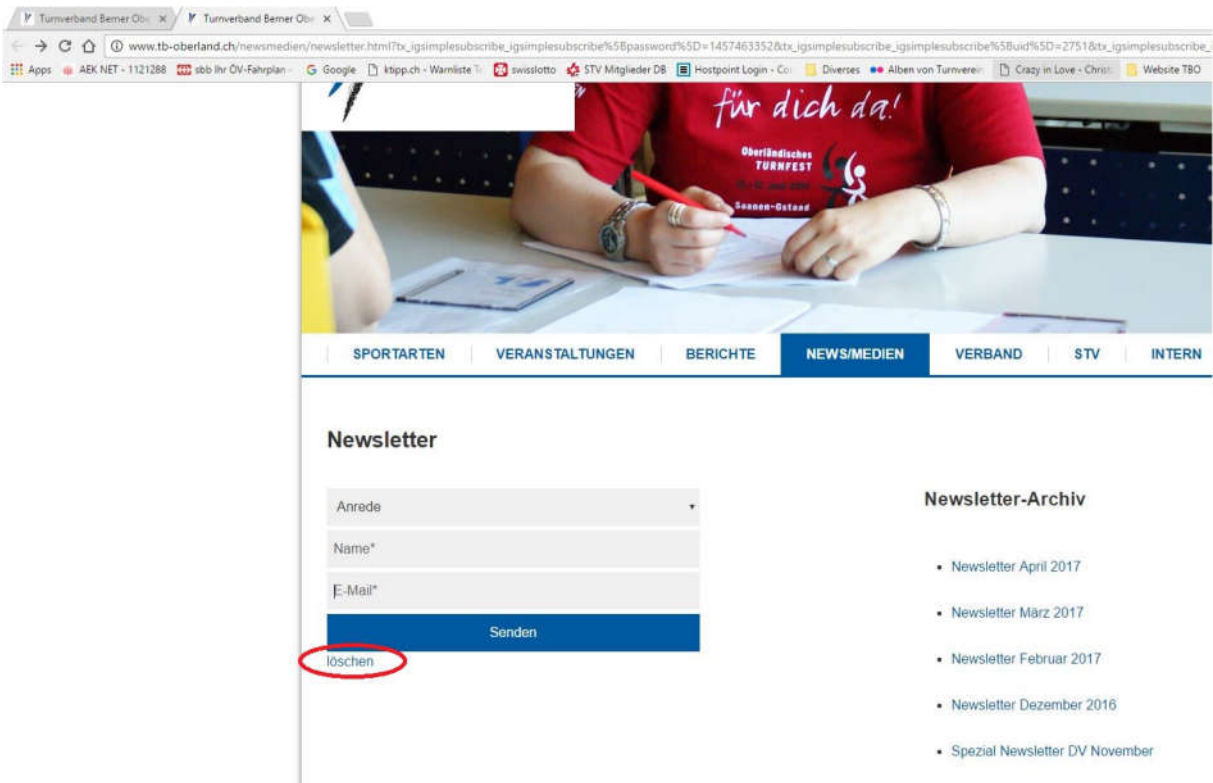 Turnverband Berner Obe
Turnverband Berner Obe
www.tb-oberland.ch/newsmedien/newsletter.html?tx_igsimplesubscribe_igsimplesubscribe%5Bpassword%5D=1457463352&tx_igsimplesubscribe_igsimplesubscribe%5Buid%5D=2751&tx_igsimplesubscribe_
Apps AEK NET - 1121288 sbb Ihr ÖV-Fahrplan - Google ktipp.ch - Warnliste swisslotto STV Mitglieder DB Hostpoint Login - Co Diverses Alben von Turnverein Crazy in Love - Christ Website TBO
für dich da!
Oberländisches
TURNFEST
Saanen-Gstaad
SPORTARTEN VERANSTALTUNGEN BERICHTE NEWS/MEDIEN VERBAND STV INTERN
Newsletter
Anrede
Name*
E-Mail*
Senden
löschen
Newsletter-Archiv
Newsletter April 2017
Newsletter März 2017
Newsletter Februar 2017
Newsletter Dezember 2016
Spezial Newsletter DV November